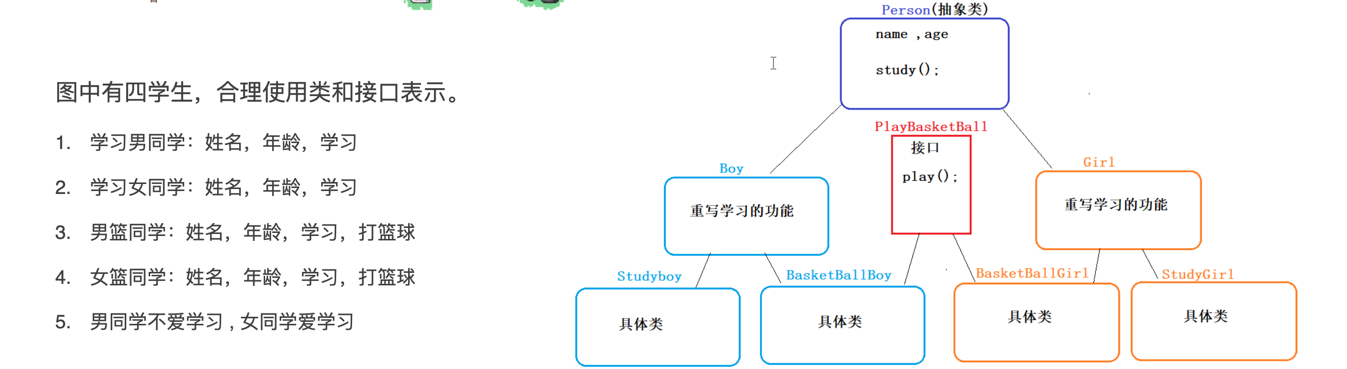 图中有四学生，合理使用类和接口表示。
1. 学习男同学：姓名，年龄，学习
2. 学习女同学：姓名，年龄，学习
3. 男篮同学：姓名，年龄，学习，打篮球
4. 女篮同学：姓名，年龄，学习，打篮球
5. 男同学不爱学习 , 女同学爱学习
Person(抽象类)
name ,age
study();
PlayBasketBall
接口
play();
Boy
重写学习的功能
Girl
重写学习的功能
Studyboy
具体类
BasketBallBoy
具体类
BasketBallGirl
具体类
StudyGirl
具体类